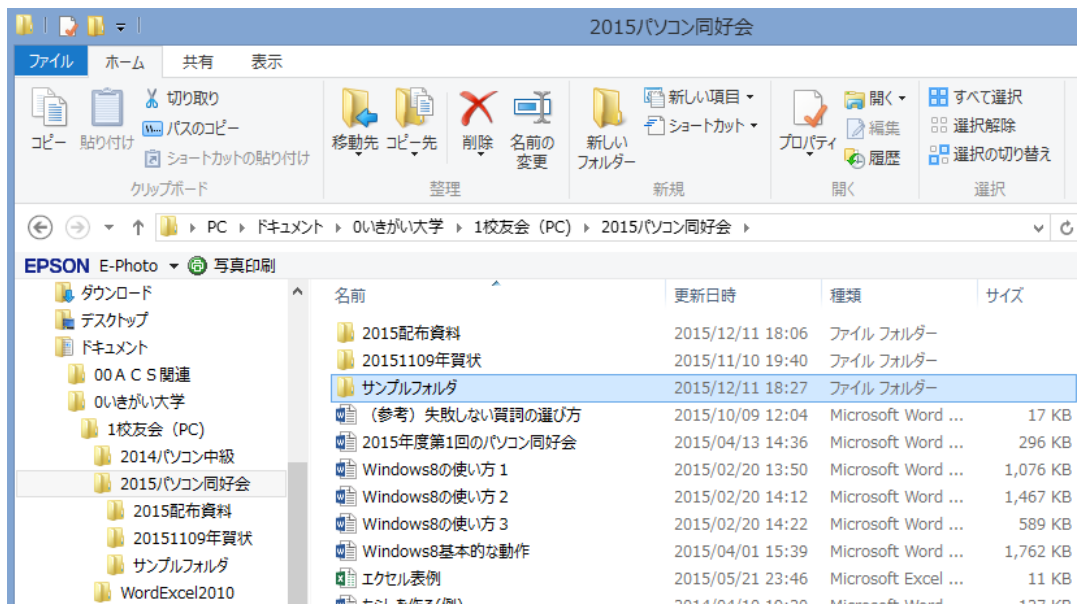 2015パソコン同好会
ファイル ホーム 共有 表示
コピー 貼り付け 切り取り パスのコピー ショートカットの貼り付け 移動先 コピー先 削除 名前の変更 新しいフォルダー 新しい項目 ショートカット プロパティ 開く 編集 履歴 すべて選択 選択解除 選択の切り替え
クリップボード 整理 新規 開く 選択
PC ドキュメント 0いきがい大学 1校友会（PC） 2015パソコン同好会
EPSON E-Photo 写真印刷
ダウンロード
デスクトップ
ドキュメント
00ＡＣＳ関連
0いきがい大学
1校友会（PC）
2014パソコン中級
2015パソコン同好会
2015配布資料
20151109年賀状
サンプルフォルダ
WordExcel2010
名前 更新日時 種類 サイズ
2015配布資料 2015/12/11 18:06 ファイル フォルダー
20151109年賀状 2015/11/10 19:40 ファイル フォルダー
サンプルフォルダ 2015/12/11 18:27 ファイル フォルダー
（参考）失敗しない賀詞の選び方 2015/10/09 12:04 Microsoft Word ... 17 KB
2015年度第1回のパソコン同好会 2015/04/13 14:36 Microsoft Word ... 296 KB
Windows8の使い方１ 2015/02/20 13:50 Microsoft Word ... 1,076 KB
Windows8の使い方２ 2015/02/20 14:12 Microsoft Word ... 1,467 KB
Windows8の使い方３ 2015/02/20 14:22 Microsoft Word ... 589 KB
Windows8基本的な動作 2015/04/01 15:39 Microsoft Word ... 1,762 KB
エクセル表例 2015/05/21 23:46 Microsoft Excel ... 11 KB